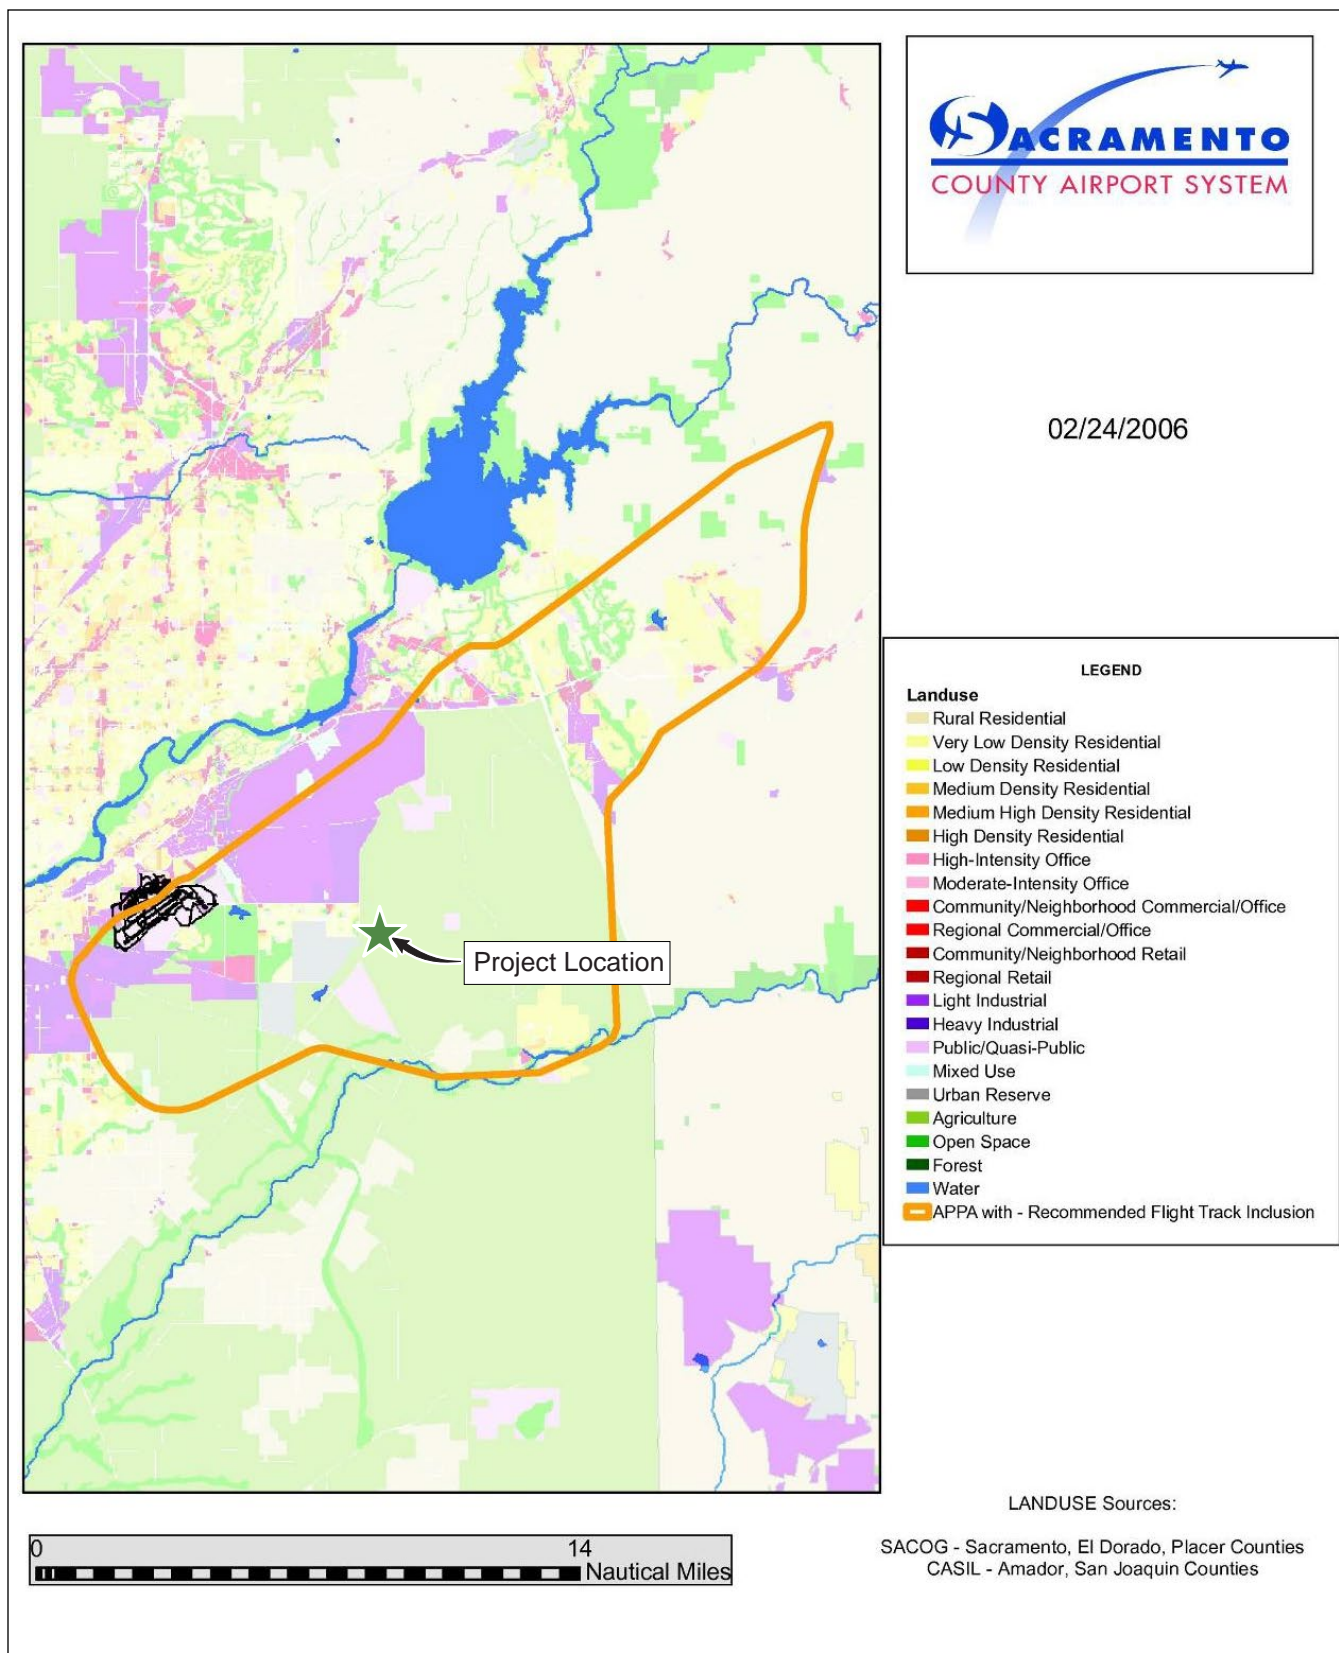 SACRAMENTO
COUNTY AIRPORT SYSTEM
02/24/2006
Project Location
LEGEND
Landuse
Rural Residential
Very Low Density Residential
Low Density Residential
Medium Density Residential
Medium High Density Residential
High Density Residential
High-Intensity Office
Moderate-Intensity Office
Community/Neighborhood Commercial/Office
Regional Commercial/Office
Community/Neighborhood Retail
Regional Retail
Light Industrial
Heavy Industrial
Public/Quasi-Public
Mixed Use
Urban Reserve
Agriculture
Open Space
Forest
Water
APPA with - Recommended Flight Track Inclusion
0 14
Nautical Miles
LANDUSE Sources:
SACOG - Sacramento, El Dorado, Placer Counties
CASIL - Amador, San Joaquin Counties